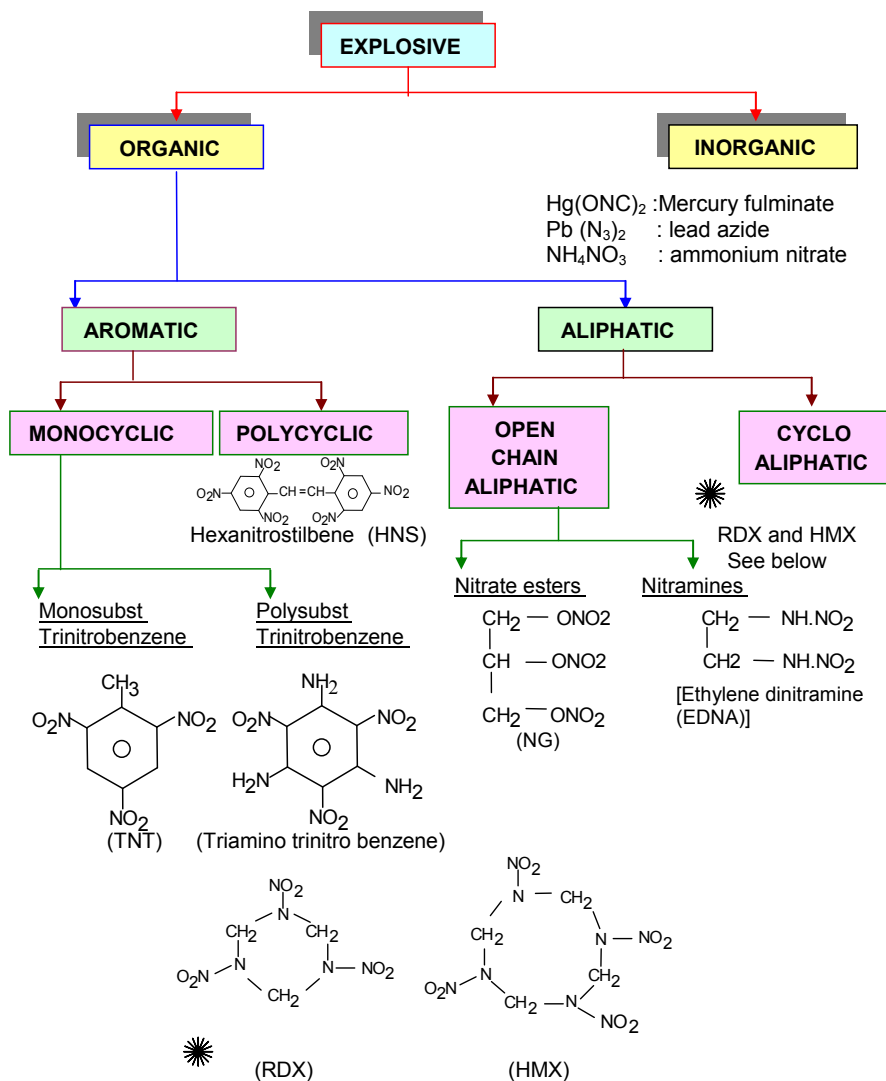 EXPLOSIVE
ORGANIC
INORGANIC
Hg(ONC)₂ :Mercury fulminate
Pb (N₃)₂ : lead azide
NH₄NO₃ : ammonium nitrate
AROMATIC
ALIPHATIC
MONOCYCLIC
POLYCYCLIC
OPEN
CHAIN
ALIPHATIC
CYCLO
ALIPHATIC
NO₂ NO₂
O₂N CH=CH NO₂
NO₂ O₂N
Hexanitrostilbene (HNS)
RDX and HMX
See below
Monosubst
Trinitrobenzene
Polysubst
Trinitrobenzene
Nitrate esters
CH₂ ONO2
CH ONO2
CH₂ ONO₂
(NG)
Nitramines
CH₂ NH.NO₂
CH2 NH.NO₂
[Ethylene dinitramine
(EDNA)]
CH₃
O₂N NO₂
NO₂
(TNT)
NH₂
O₂N NO₂
H₂N NH₂
NO₂
(Triamino trinitro benzene)
NO₂
N
CH₂ CH₂
O₂N N N NO₂
CH₂
(RDX)
NO₂
N CH₂
CH₂ N NO₂
N CH₂
O₂N CH₂ N
NO₂
(HMX)